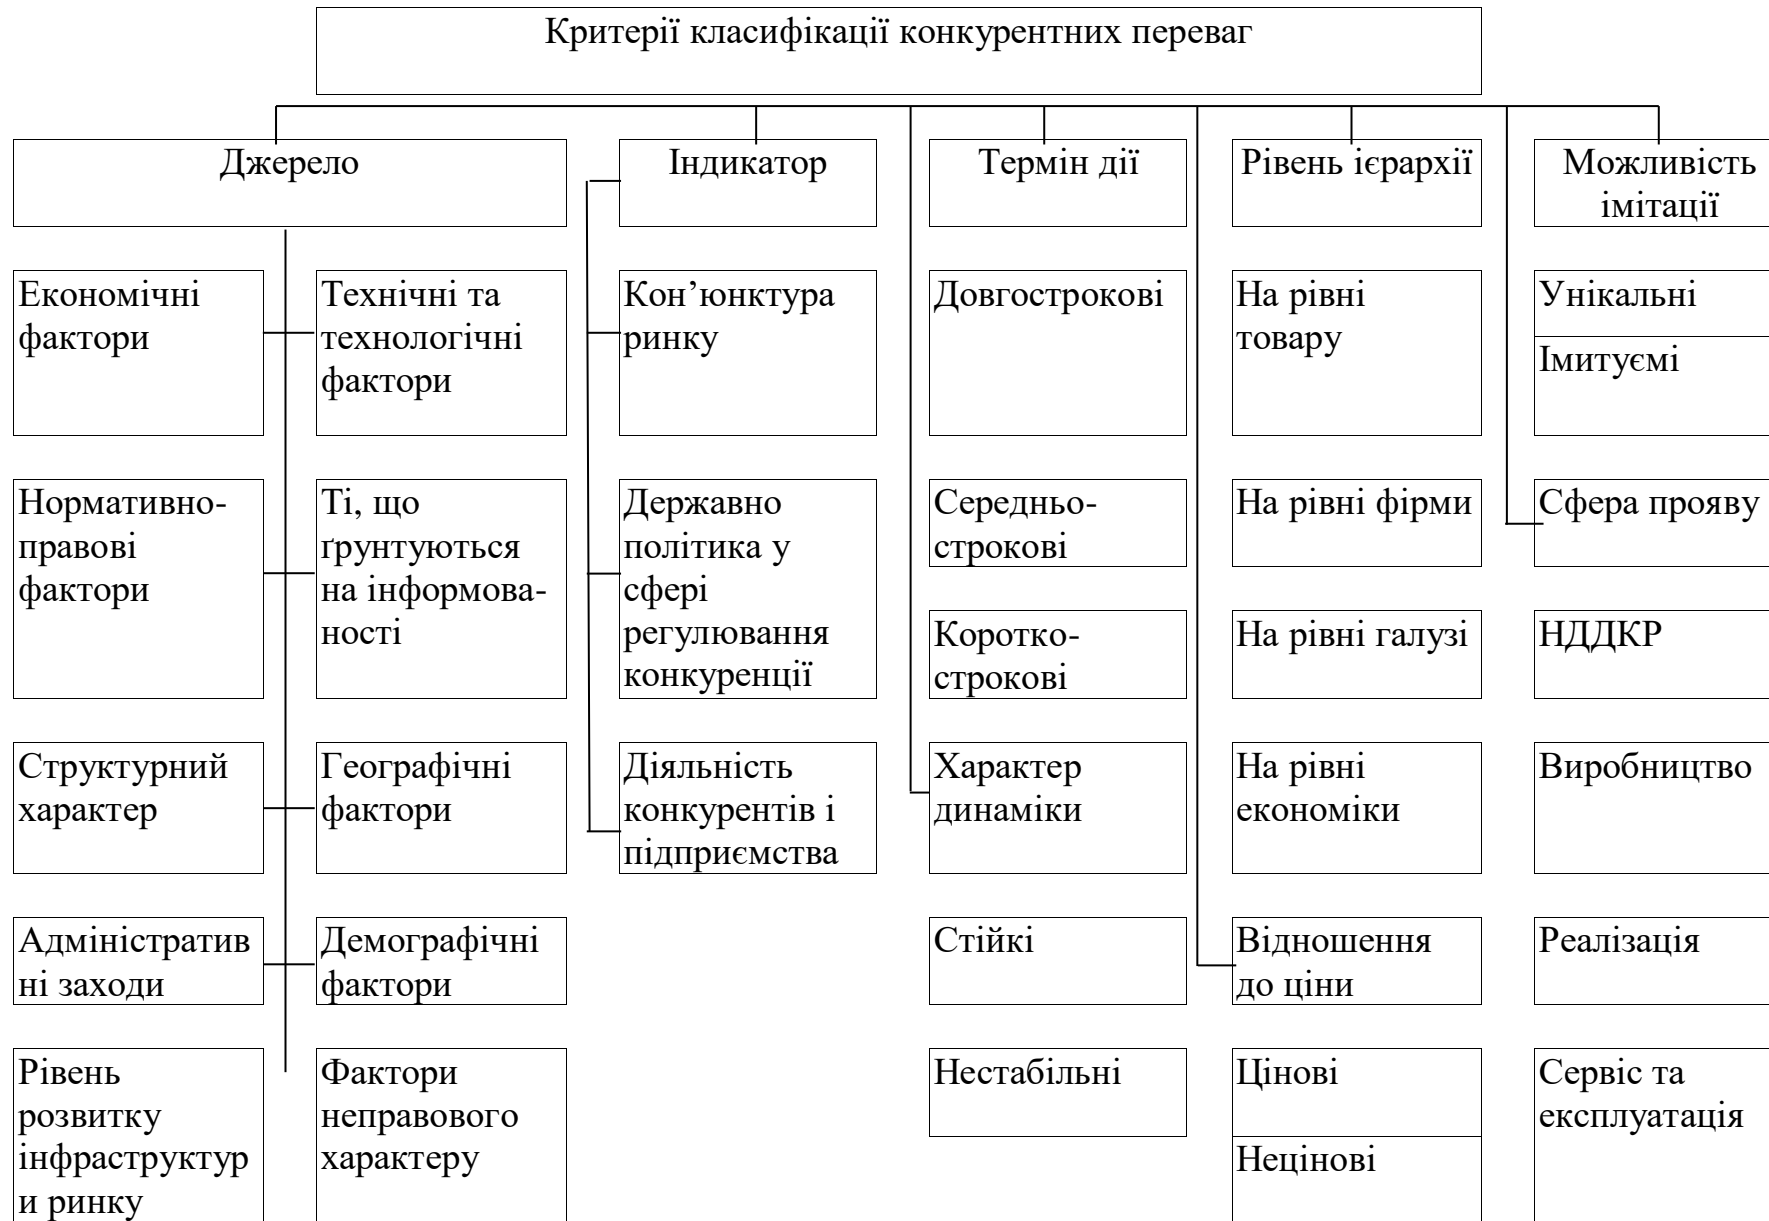 Критерії класифікації конкурентних переваг
Джерело
Індикатор
Термін дії
Рівень ієрархії
Можливість
імітації
Економічні
фактори
Технічні та
технологічні
фактори
Кон’юнктура
ринку
Довгострокові
На рівні
товару
Унікальні
Імитуємі
Нормативно-
правові
фактори
Ті, що
ґрунтуються
на інформова-
ності
Державно
політика у
сфері
регулювання
конкуренції
Середньо-
строкові
На рівні фірми
Сфера прояву
Коротко-
строкові
На рівні галузі
НДДКР
Структурний
характер
Географічні
фактори
Діяльність
конкурентів і
підприємства
Характер
динаміки
На рівні
економіки
Виробництво
Адміністратив
ні заходи
Демографічні
фактори
Стійкі
Відношення
до ціни
Реалізація
Рівень
розвитку
інфраструктур
и ринку
Фактори
неправового
характеру
Нестабільні
Цінові
Нецінові
Сервіс та
експлуатація